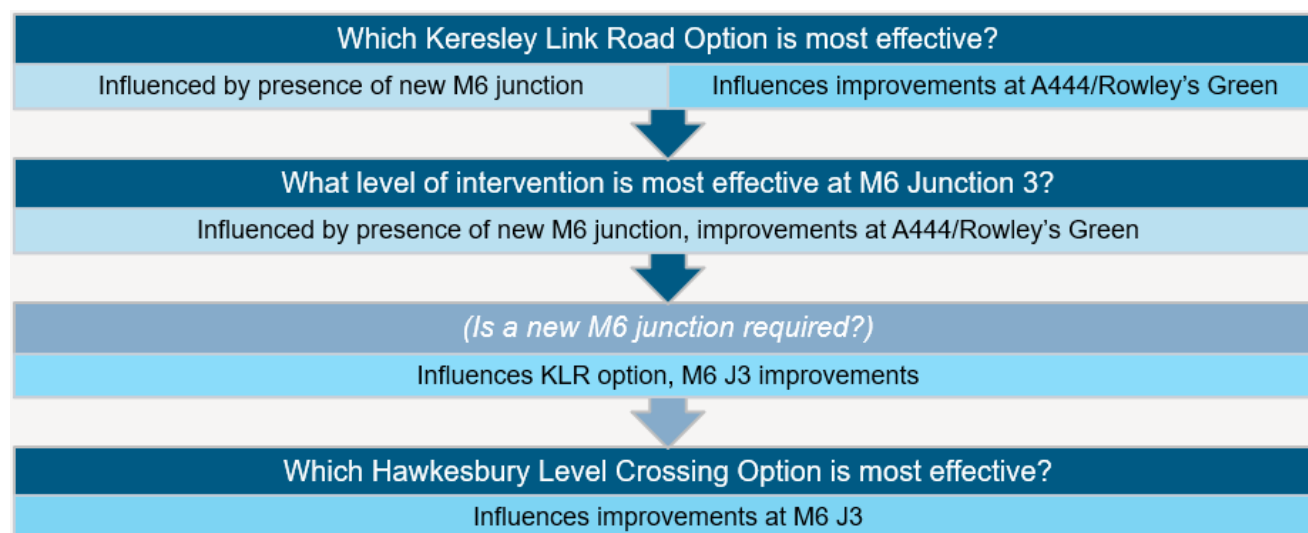 Which Keresley Link Road Option is most effective?
Influenced by presence of new M6 junction
Influences improvements at A444/Rowley's Green
What level of intervention is most effective at M6 Junction 3?
Influenced by presence of new M6 junction, improvements at A444/Rowley's Green
(Is a new M6 junction required?)
Influences KLR option, M6 J3 improvements
Which Hawkesbury Level Crossing Option is most effective?
Influences improvements at M6 J3